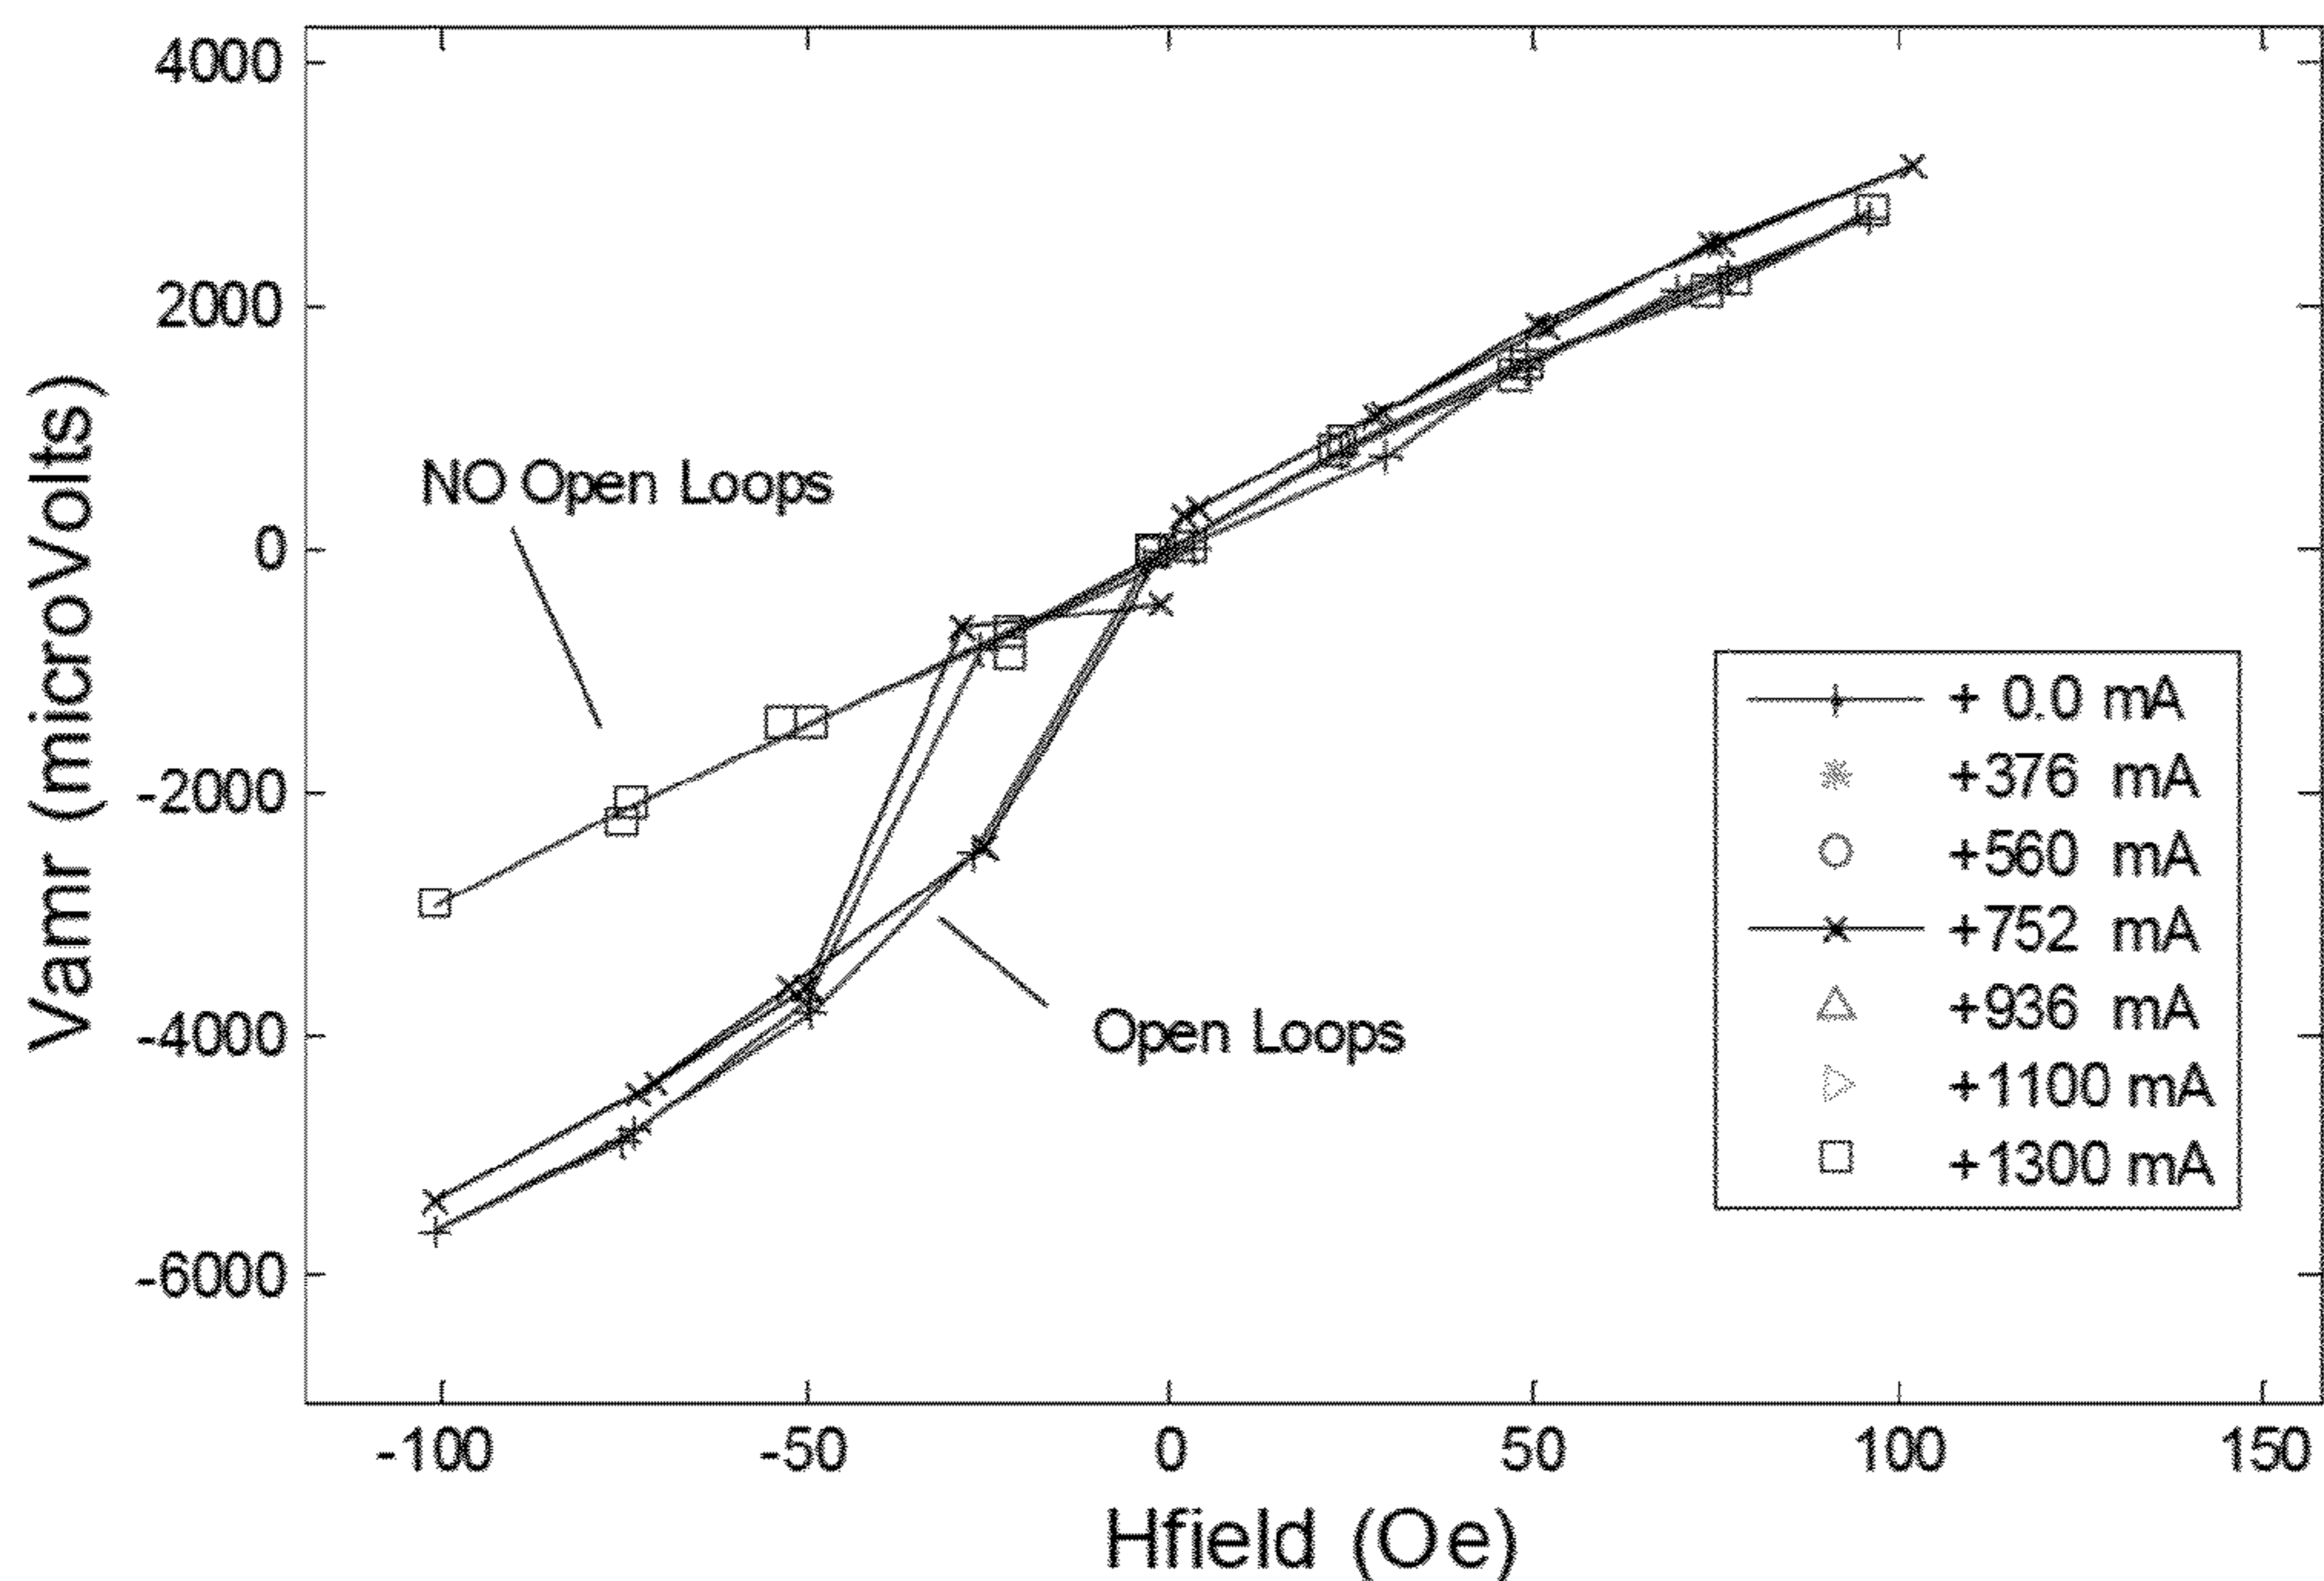 4000
2000
0
-2000
-4000
-6000
Vamr (microVolts)
NO Open Loops
Open Loops
+ 0.0 mA
+376 mA
+560 mA
+752 mA
+936 mA
+1100 mA
+1300 mA
-100
-50
0
50
100
150
Hfield (Oe)